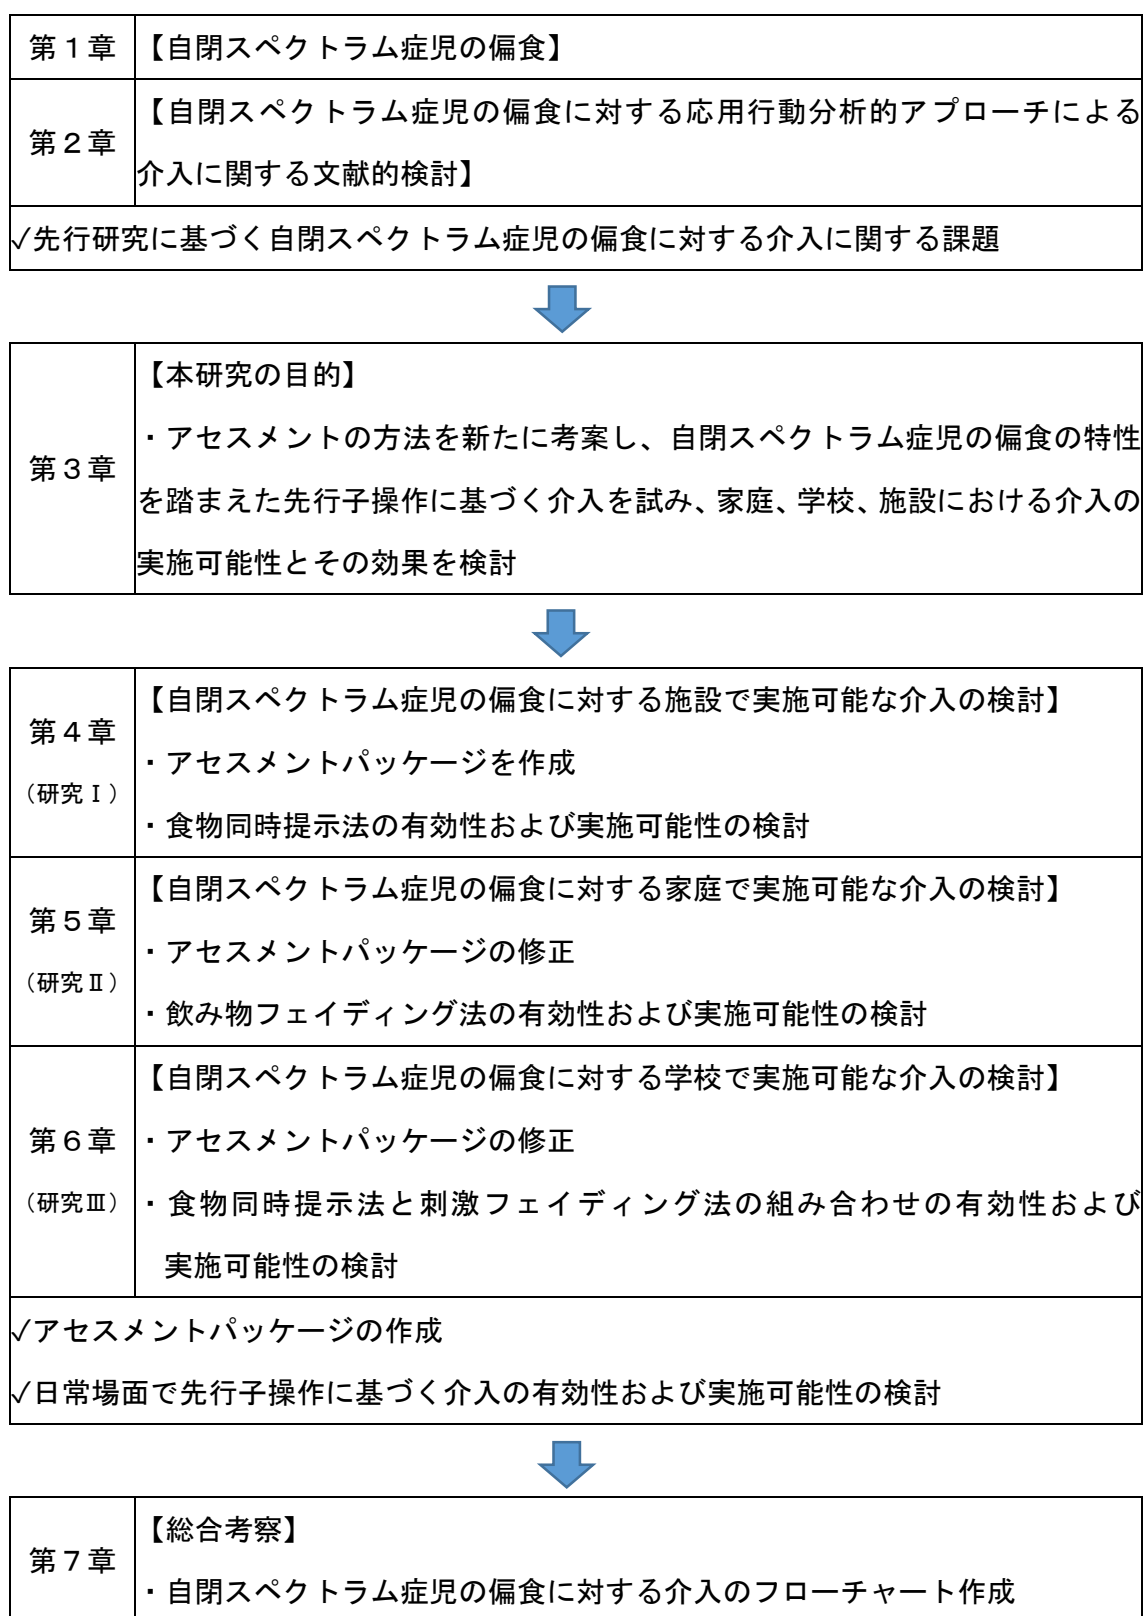 第１章
【自閉スペクトラム症児の偏食】
第２章
【自閉スペクトラム症児の偏食に対する応用行動分析的アプローチによる
介入に関する文献的検討】
✓先行研究に基づく自閉スペクトラム症児の偏食に対する介入に関する課題
第３章
【本研究の目的】
・アセスメントの方法を新たに考案し、自閉スペクトラム症児の偏食の特性
を踏まえた先行子操作に基づく介入を試み、家庭、学校、施設における介入の
実施可能性とその効果を検討
第４章
（研究Ⅰ）
【自閉スペクトラム症児の偏食に対する施設で実施可能な介入の検討】
・アセスメントパッケージを作成
・食物同時提示法の有効性および実施可能性の検討
第５章
（研究Ⅱ）
【自閉スペクトラム症児の偏食に対する家庭で実施可能な介入の検討】
・アセスメントパッケージの修正
・飲み物フェイディング法の有効性および実施可能性の検討
第６章
（研究Ⅲ）
【自閉スペクトラム症児の偏食に対する学校で実施可能な介入の検討】
・アセスメントパッケージの修正
・食物同時提示法と刺激フェイディング法の組み合わせの有効性および
実施可能性の検討
✓アセスメントパッケージの作成
✓日常場面で先行子操作に基づく介入の有効性および実施可能性の検討
第７章
【総合考察】
・自閉スペクトラム症児の偏食に対する介入のフローチャート作成